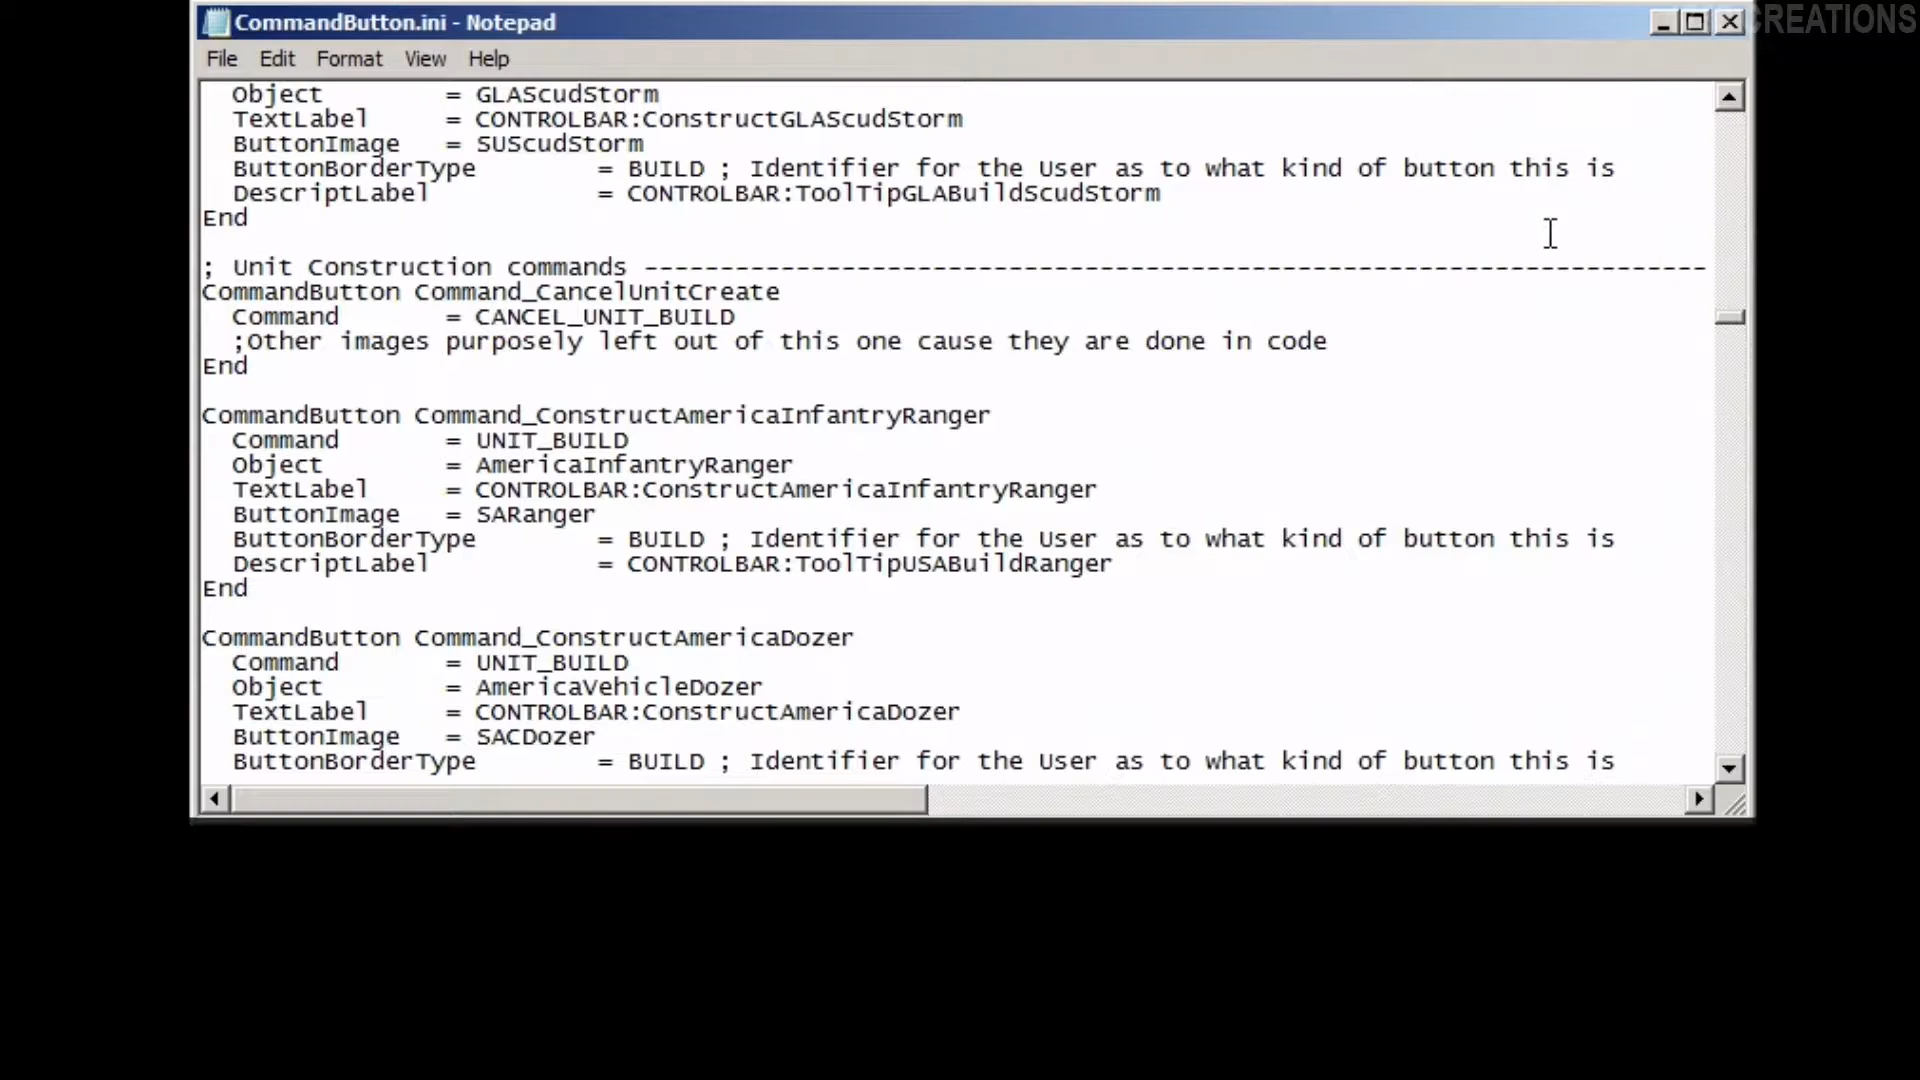 CREATIONS
CommandButton.ini - Notepad
File Edit Format View Help
Object = GLAScudStorm
TextLabel = CONTROLBAR:ConstructGLAScudStorm
ButtonImage = SUScudStorm
ButtonBorderType = BUILD ; Identifier for the User as to what kind of button this is
DescriptLabel = CONTROLBAR:ToolTipGLABuildScudStorm
End
; Unit Construction commands ----------------------------------------------------------------------
CommandButton Command_CancelUnitCreate
Command = CANCEL_UNIT_BUILD
;Other images purposely left out of this one cause they are done in code
End
CommandButton Command_ConstructAmericaInfantryRanger
Command = UNIT_BUILD
Object = AmericaInfantryRanger
TextLabel = CONTROLBAR:ConstructAmericaInfantryRanger
ButtonImage = SARanger
ButtonBorderType = BUILD ; Identifier for the User as to what kind of button this is
DescriptLabel = CONTROLBAR:ToolTipUSABuildRanger
End
CommandButton Command_ConstructAmericaDozer
Command = UNIT_BUILD
Object = AmericaVehicleDozer
TextLabel = CONTROLBAR:ConstructAmericaDozer
ButtonImage = SACDozer
ButtonBorderType = BUILD ; Identifier for the User as to what kind of button this is